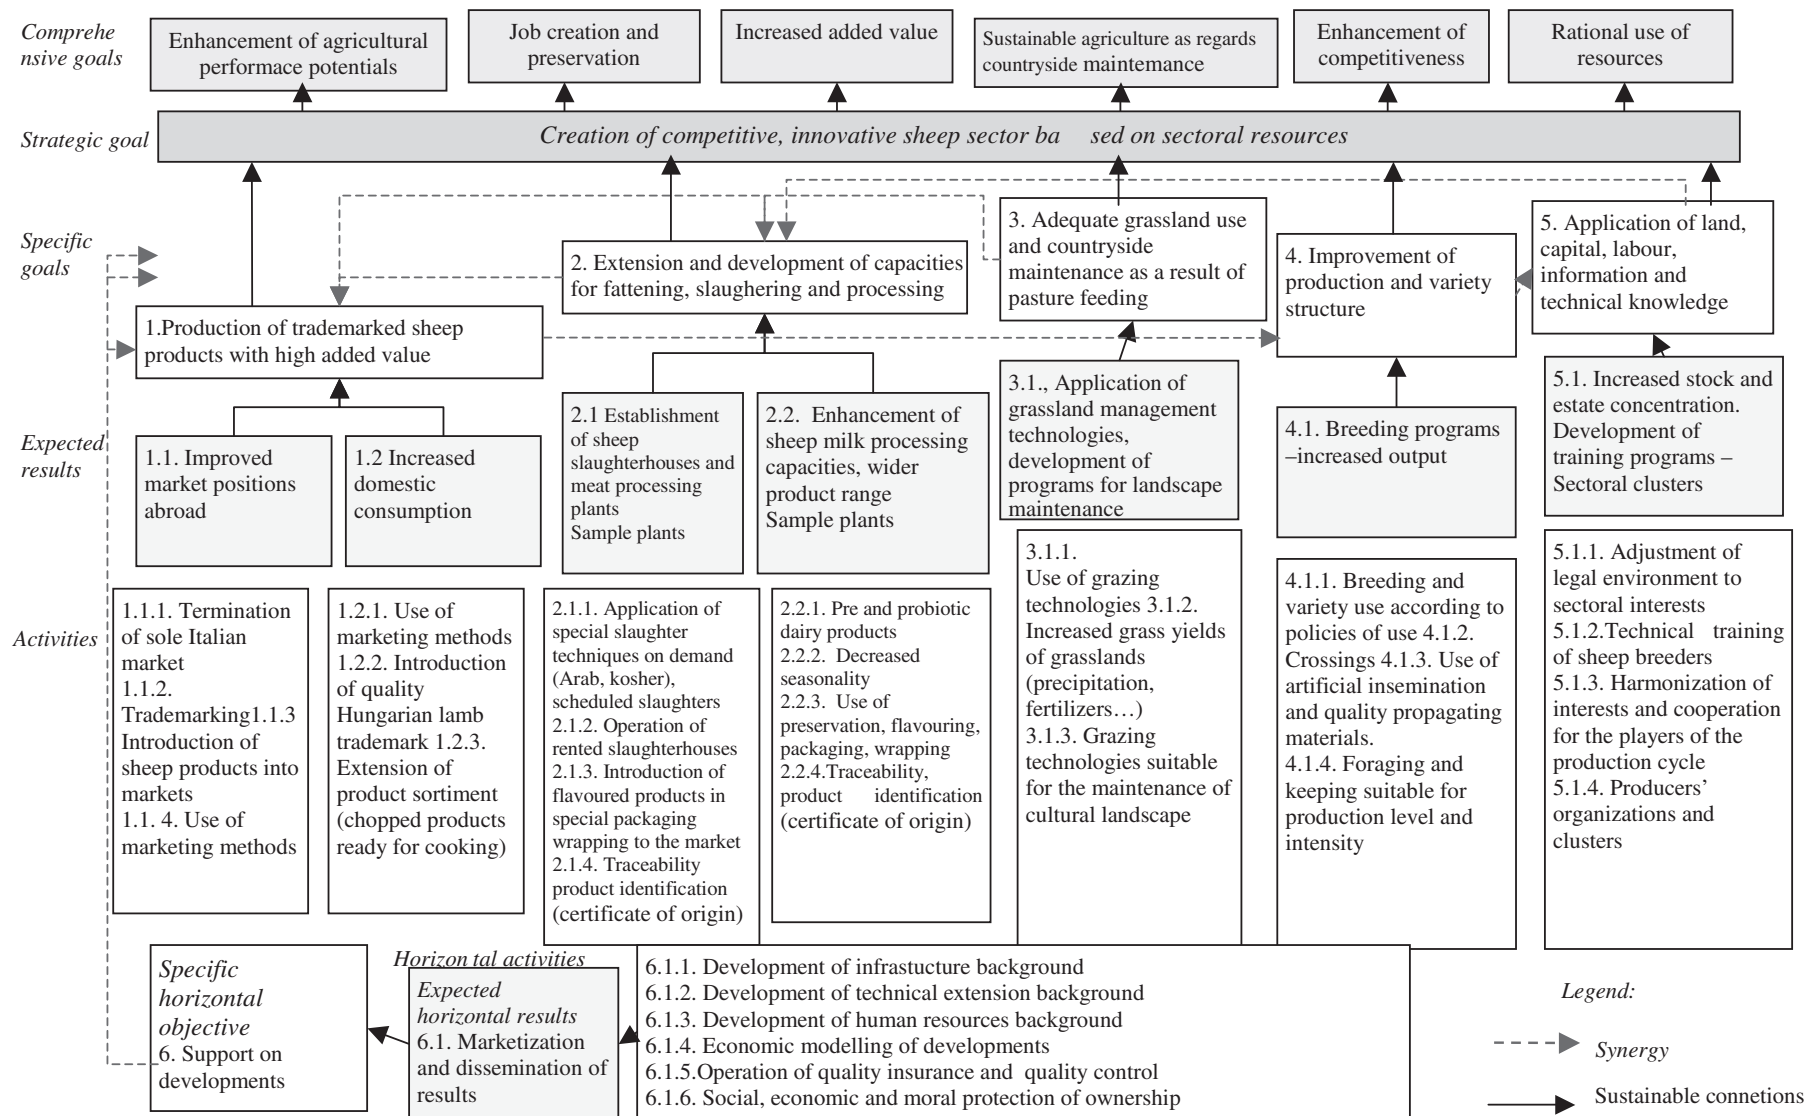 Comprehe
nsive goals
Enhancement of agricultural
performace potentials
Job creation and
preservation
Increased added value
Sustainable agriculture as regards
countryside maintemance
Enhancement of
competitiveness
Rational use of
resources
Strategic goal
Creation of competitive, innovative sheep sector ba sed on sectoral resources
Specific
goals
1.Production of trademarked sheep
products with high added value
2. Extension and development of capacities
for fattening, slaughering and processing
3. Adequate grassland use
and countryside
maintenance as a result of
pasture feeding
4. Improvement of
production and variety
structure
5. Application of land,
capital, labour,
information and
technical knowledge
Expected
results
1.1. Improved
market positions
abroad
1.2 Increased
domestic
consumption
2.1 Establishment
of sheep
slaughterhouses and
meat processing
plants
Sample plants
2.2. Enhancement of
sheep milk processing
capacities, wider
product range
Sample plants
3.1., Application of
grassland management
technologies,
development of
programs for landscape
maintenance
4.1. Breeding programs
–increased output
5.1. Increased stock and
estate concentration.
Development of
training programs –
Sectoral clusters
Activities
1.1.1. Termination
of sole Italian
market
1.1.2.
Trademarking1.1.3
Introduction of
sheep products into
markets
1.1. 4. Use of
marketing methods
1.2.1. Use of
marketing methods
1.2.2. Introduction
of quality
Hungarian lamb
trademark 1.2.3.
Extension of
product sortiment
(chopped products
ready for cooking)
2.1.1. Application of
special slaughter
techniques on demand
(Arab, kosher),
scheduled slaughters
2.1.2. Operation of
rented slaughterhouses
2.1.3. Introduction of
flavoured products in
special packaging
wrapping to the market
2.1.4. Traceability
product identification
(certificate of origin)
2.2.1. Pre and probiotic
dairy products
2.2.2. Decreased
seasonality
2.2.3. Use of
preservation, flavouring,
packaging, wrapping
2.2.4.Traceability,
product identification
(certificate of origin)
3.1.1.
Use of grazing
technologies 3.1.2.
Increased grass yields
of grasslands
(precipitation,
fertilizers…)
3.1.3. Grazing
technologies suitable
for the maintenance of
cultural landscape
4.1.1. Breeding and
variety use according to
policies of use 4.1.2.
Crossings 4.1.3. Use of
artificial insemination
and quality propagating
materials.
4.1.4. Foraging and
keeping suitable for
production level and
intensity
5.1.1. Adjustment of
legal environment to
sectoral interests
5.1.2.Technical training
of sheep breeders
5.1.3. Harmonization of
interests and cooperation
for the players of the
production cycle
5.1.4. Producers’
organizations and
clusters
Specific
horizontal
objective
6. Support on
developments
Horizon tal activities
Expected
horizontal results
6.1. Marketization
and dissemination of
results
6.1.1. Development of infrastucture background
6.1.2. Development of technical extension background
6.1.3. Development of human resources background
6.1.4. Economic modelling of developments
6.1.5.Operation of quality insurance and quality control
6.1.6. Social, economic and moral protection of ownership
Legend:
Synergy
Sustainable connetions